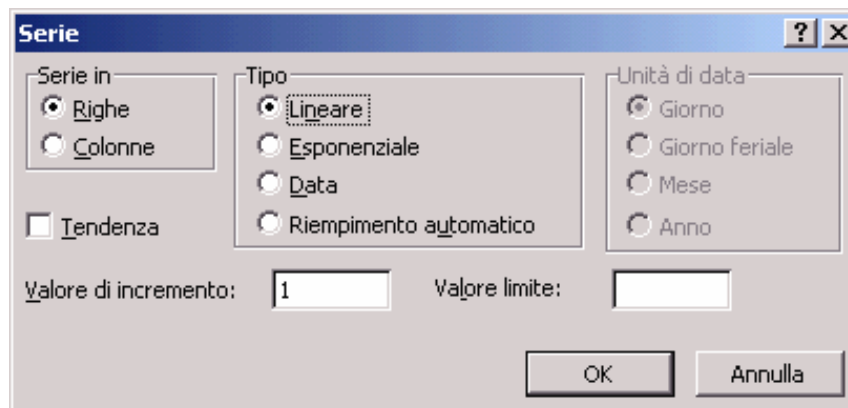 Serie
Serie in
Righe
Colonne
Tendenza
Tipo
Lineare
Esponenziale
Data
Riempimento automatico
Unità di data
Giorno
Giorno feriale
Mese
Anno
Valore di incremento: 1
Valore limite:
OK
Annulla